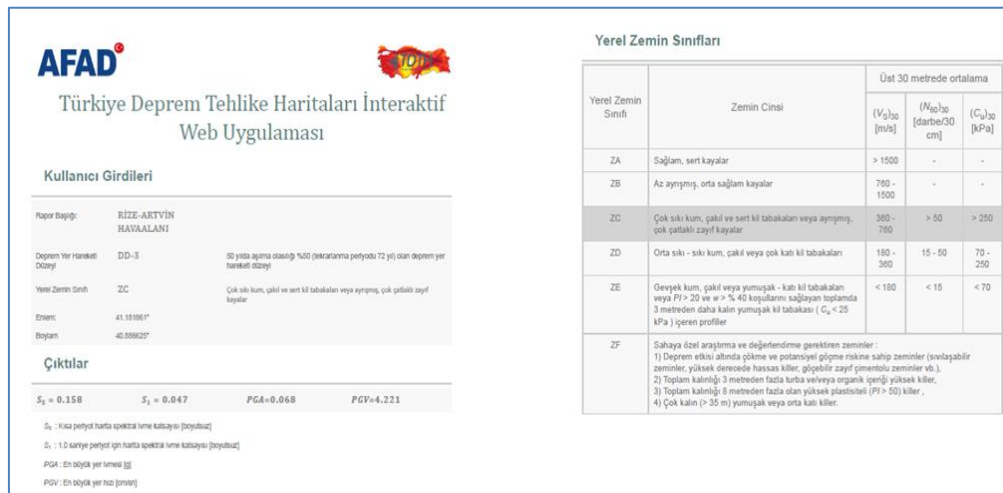 AFAD
TDTH
Türkiye Deprem Tehlike Haritaları İnteraktif
Web Uygulaması
Kullanıcı Girdileri
Rapor Başlığı: RİZE-ARTVİN
HAVAALANI
Deprem Yer Hareketi
Düzeyi
DD-3
50 yılda aşılma olasılığı %50 (tekrarlanma periyodu 72 yıl) olan deprem yer
hareketi düzeyi
Yerel Zemin Sınıfı ZC
Çok sıkı kum, çakıl ve sert kil tabakaları veya ayrışmış, çok çatlaklı zayıf
kayalar
Enlem: 41.181861°
Boylam 40.886625°
Çıktılar
S_S = 0.158 S_1 = 0.047 PGA=0.068 PGV=4.221
S_S : Kısa periyot harita spektral ivme katsayısı [boyutsuz]
S_1 : 1.0 saniye periyot için harita spektral ivme katsayısı [boyutsuz]
PGA : En büyük yer ivmesi [g]
PGV : En büyük yer hızı [cm/sn]
Yerel Zemin Sınıfları
Yerel Zemin
Sınıfı
Zemin Cinsi
Üst 30 metrede ortalama
(V_S)_30
[m/s]
(N_60)_30
[darbe/30
cm]
(C_u)_30
[kPa]
ZA Sağlam, sert kayalar > 1500 - -
ZB Az ayrışmış, orta sağlam kayalar 760 -
1500
- -
ZC Çok sıkı kum, çakıl ve sert kil tabakaları veya ayrışmış,
çok çatlaklı zayıf kayalar
360 -
760
> 50 > 250
ZD Orta sıkı - sıkı kum, çakıl veya çok katı kil tabakaları 180 -
360
15 - 50 70 -
250
ZE Gevşek kum, çakıl veya yumuşak - katı kil tabakaları
veya PI > 20 ve w > % 40 koşullarını sağlayan toplamda
3 metreden daha kalın yumuşak kil tabakası ( C_u < 25
kPa ) içeren profiller
< 180 < 15 < 70
ZF Sahaya özel araştırma ve değerlendirme gerektiren zeminler :
1) Deprem etkisi altında çökme ve potansiyel göçme riskine sahip zeminler (sıvılaşabilir
zeminler, yüksek derecede hassas killer, göçebilir zayıf çimentolu zeminler vb.),
2) Toplam kalınlığı 3 metreden fazla turba ve/veya organik içeriği yüksek killer,
3) Toplam kalınlığı 8 metreden fazla olan yüksek plastisiteli (PI > 50) killer ,
4) Çok kalın (> 35 m) yumuşak veya orta katı killer.